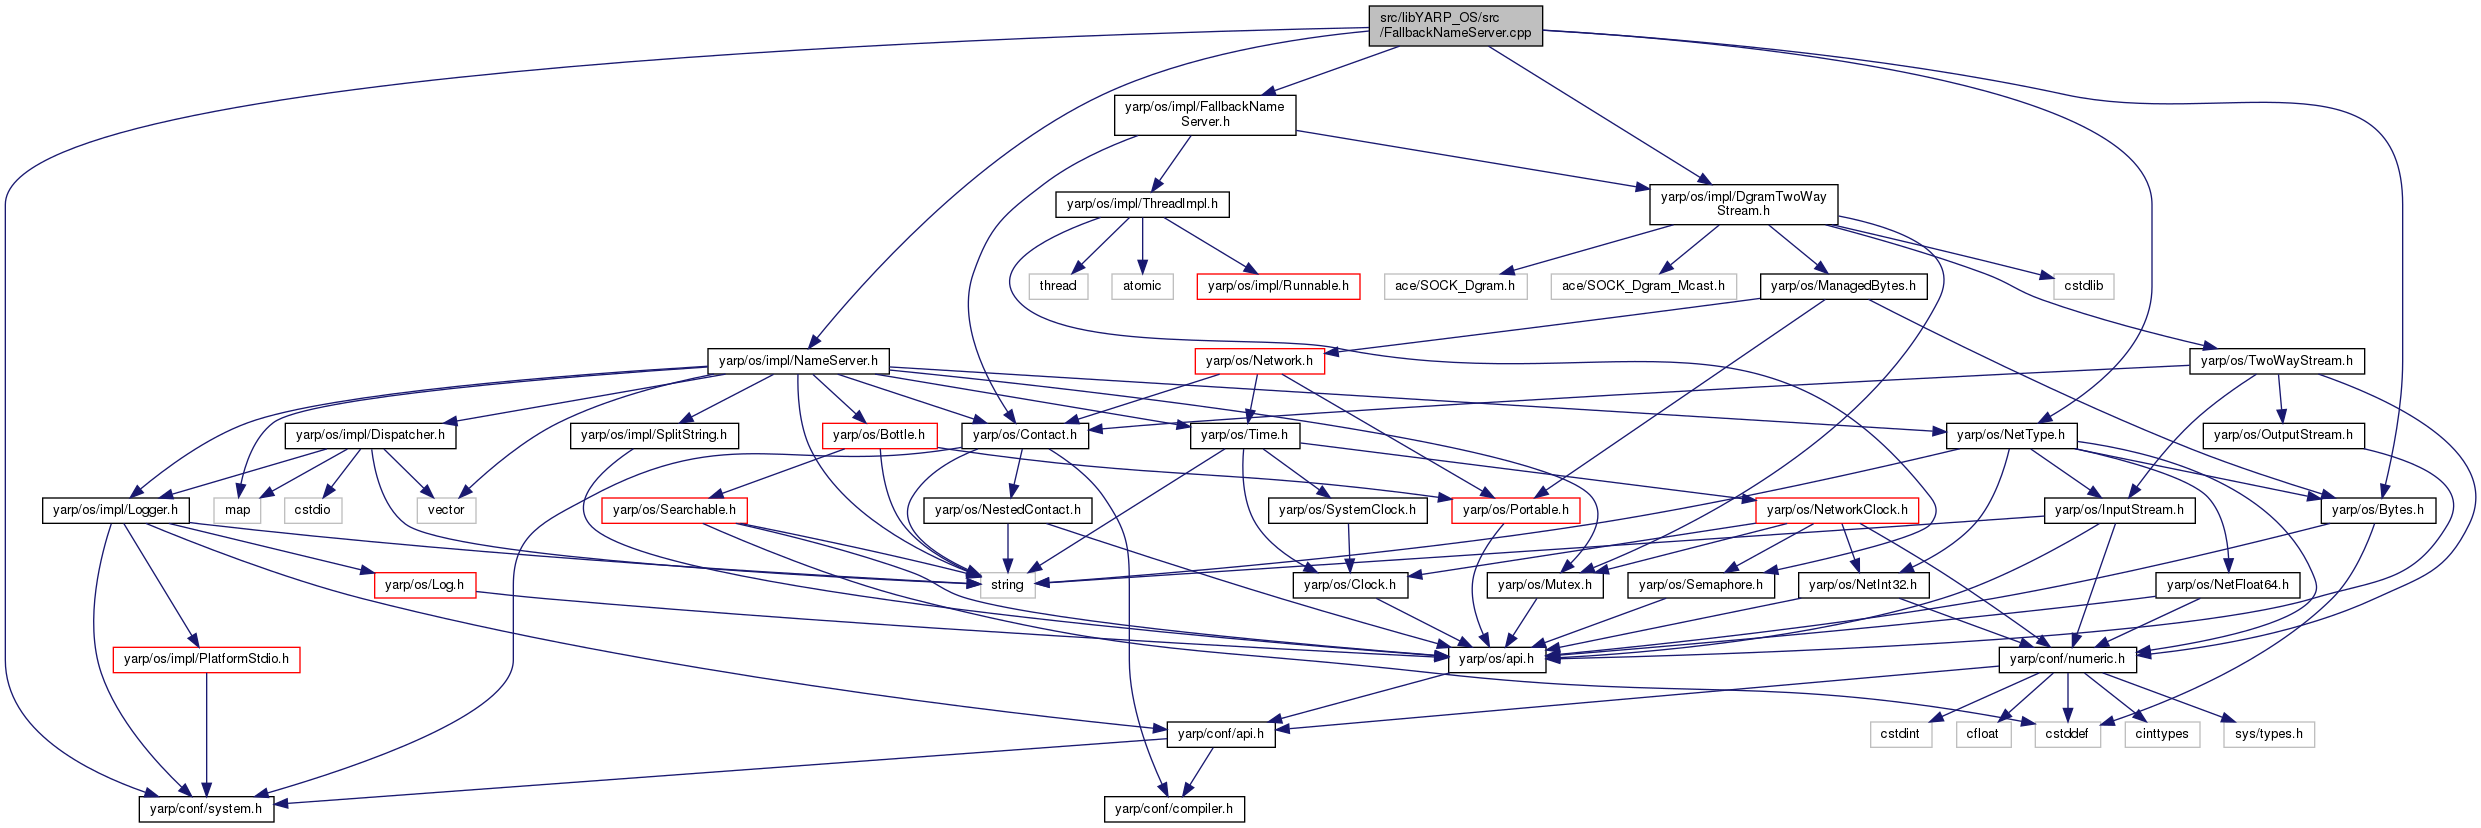 src/libYARP_OS/src
/FallbackNameServer.cpp
yarp/os/impl/FallbackName
Server.h
yarp/os/impl/ThreadImpl.h
yarp/os/impl/DgramTwoWay
Stream.h
thread
atomic
yarp/os/impl/Runnable.h
ace/SOCK_Dgram.h
ace/SOCK_Dgram_Mcast.h
yarp/os/ManagedBytes.h
cstdlib
yarp/os/impl/NameServer.h
yarp/os/Network.h
yarp/os/TwoWayStream.h
yarp/os/impl/Dispatcher.h
yarp/os/impl/SplitString.h
yarp/os/Bottle.h
yarp/os/Contact.h
yarp/os/Time.h
yarp/os/NetType.h
yarp/os/OutputStream.h
yarp/os/impl/Logger.h
map
cstdio
vector
yarp/os/Searchable.h
yarp/os/NestedContact.h
yarp/os/SystemClock.h
yarp/os/Portable.h
yarp/os/NetworkClock.h
yarp/os/InputStream.h
yarp/os/Bytes.h
yarp/os/Log.h
string
yarp/os/Clock.h
yarp/os/Mutex.h
yarp/os/Semaphore.h
yarp/os/NetInt32.h
yarp/os/NetFloat64.h
yarp/os/impl/PlatformStdio.h
yarp/os/api.h
yarp/conf/numeric.h
yarp/conf/api.h
cstdint
cfloat
cstddef
cinttypes
sys/types.h
yarp/conf/system.h
yarp/conf/compiler.h